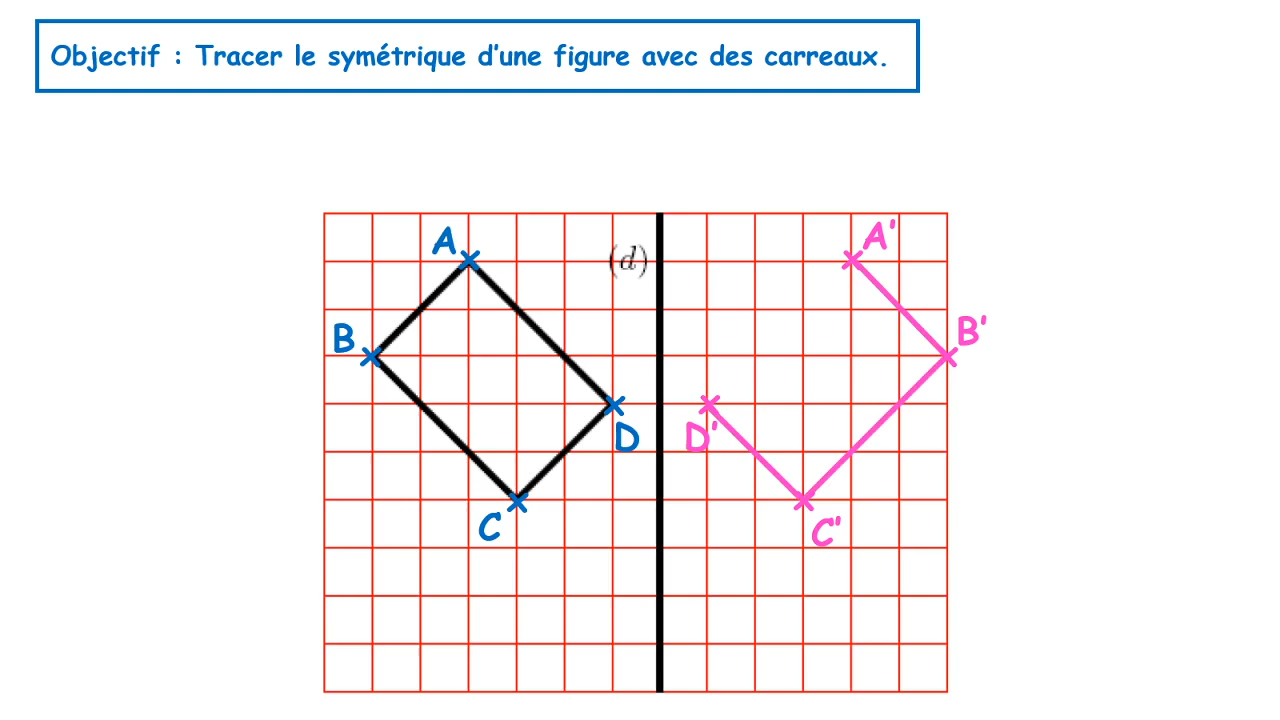 Objectif : Tracer le symétrique d’une figure avec des carreaux.
A
(d)
A'
B
B'
D
D'
C
C'